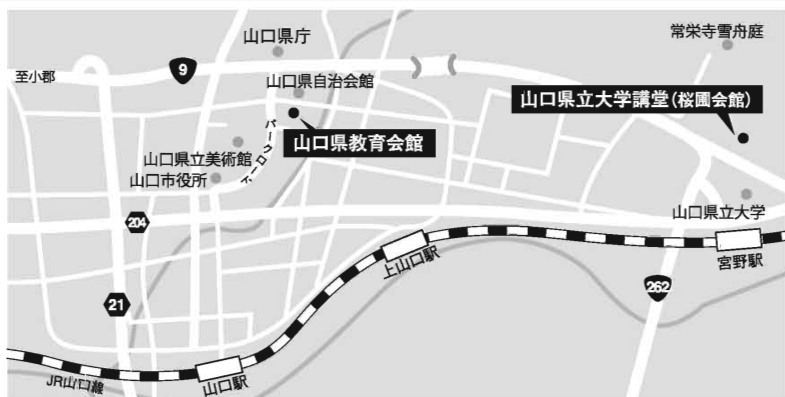 山口県庁
常栄寺雪舟庭
9
至小郡
山口県自治会館
山口県立大学講堂(桜圃会館)
パークロード
山口県教育会館
山口県立美術館
山口市役所
山口県立大学
204
上山口駅
宮野駅
262
21
山口駅
JR山口線